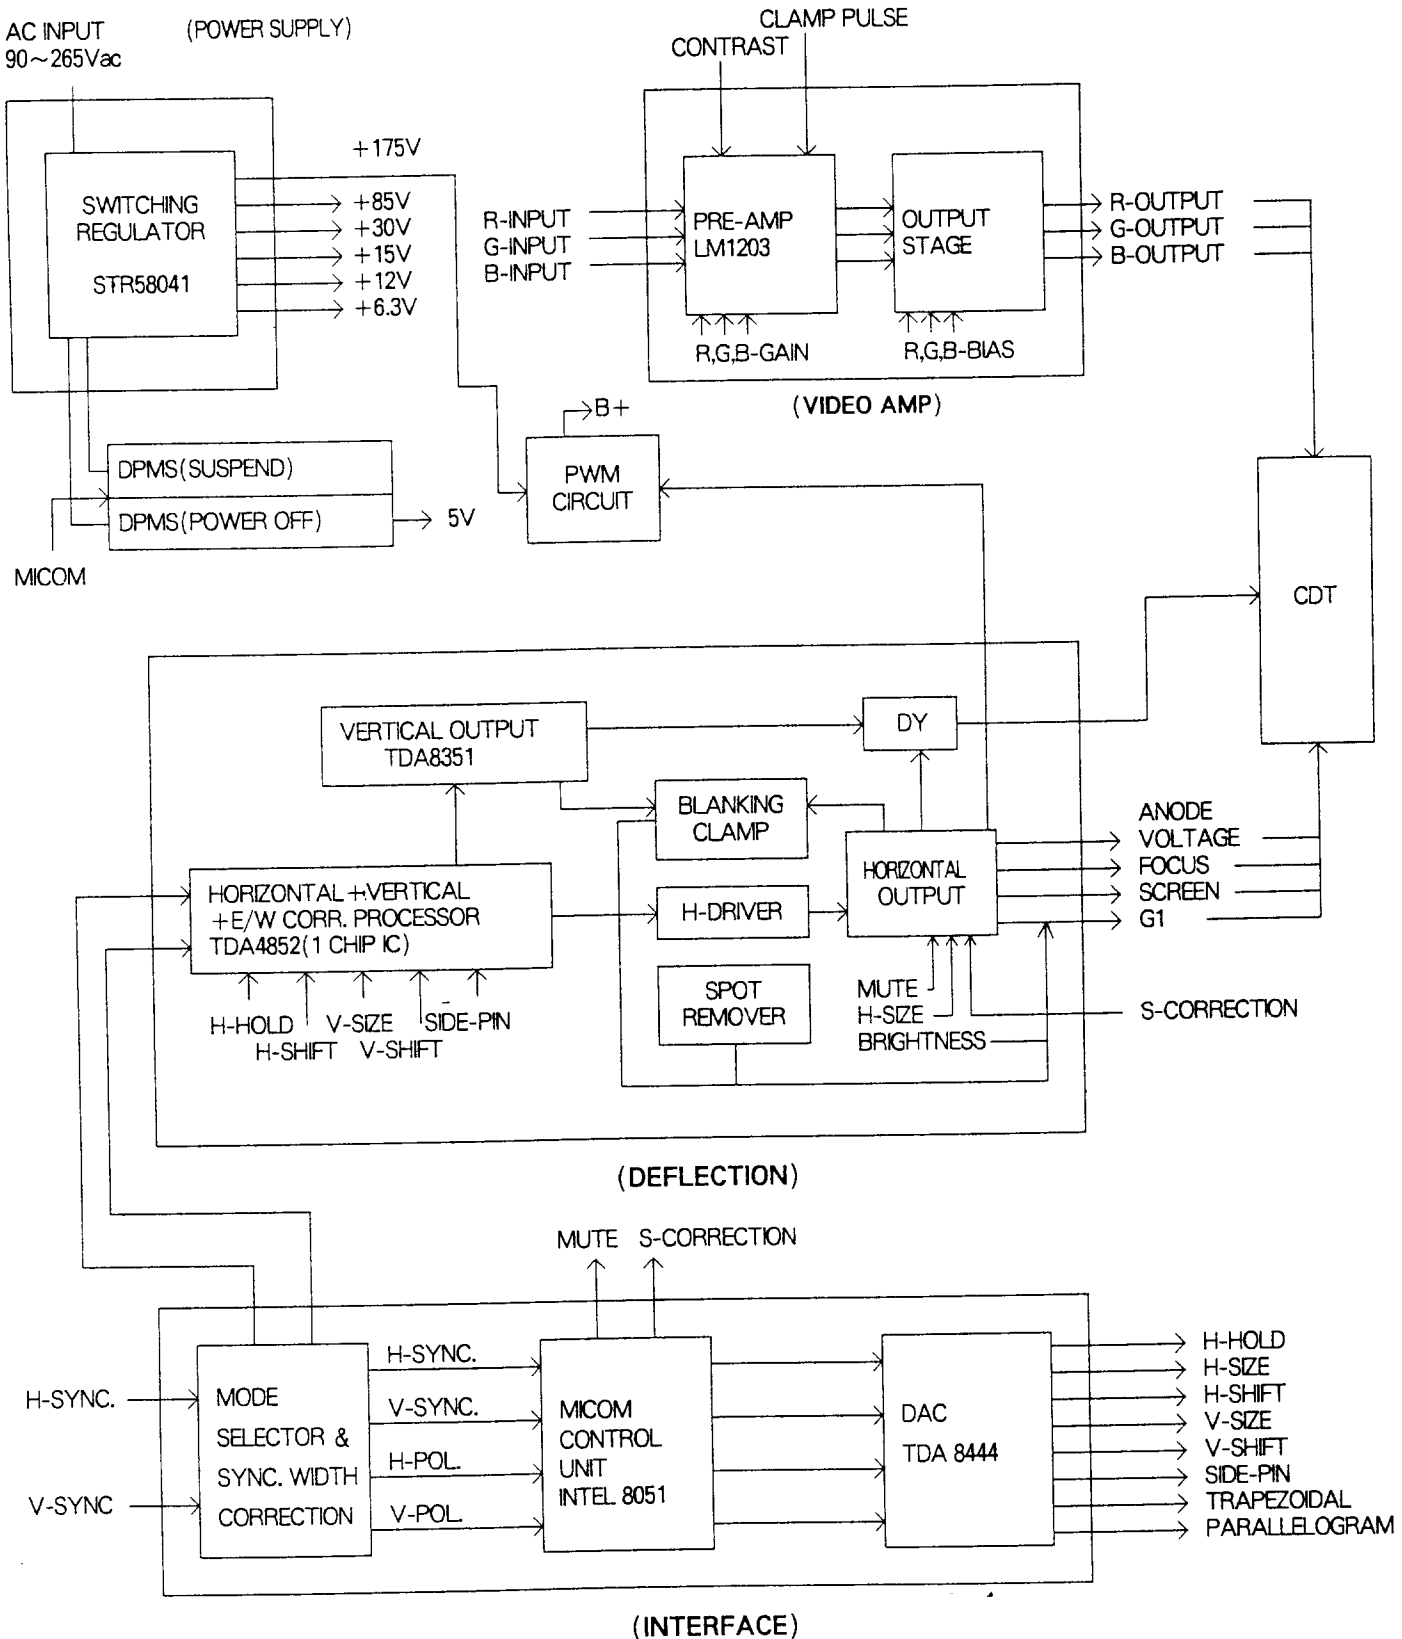 AC INPUT
90~265Vac
(POWER SUPPLY)
SWITCHING
REGULATOR
STR58041
+175V
+85V
+30V
+15V
+12V
+6.3V
DPMS(SUSPEND)
DPMS(POWER OFF)
5V
MICOM
CLAMP PULSE
CONTRAST
R-INPUT
G-INPUT
B-INPUT
PRE-AMP
LM1203
OUTPUT
STAGE
R,G,B-GAIN
R,G,B-BIAS
(VIDEO AMP)
R-OUTPUT
G-OUTPUT
B-OUTPUT
B+
PWM
CIRCUIT
CDT
VERTICAL OUTPUT
TDA8351
DY
BLANKING
CLAMP
HORIZONTAL +VERTICAL
+E/W CORR. PROCESSOR
TDA4852(1 CHIP IC)
H-DRIVER
HORIZONTAL
OUTPUT
SPOT
REMOVER
ANODE
VOLTAGE
FOCUS
SCREEN
G1
H-HOLD V-SIZE SIDE-PIN
H-SHIFT V-SHIFT
MUTE
H-SIZE
BRIGHTNESS
S-CORRECTION
(DEFLECTION)
MUTE S-CORRECTION
H-SYNC.
V-SYNC
MODE
SELECTOR &
SYNC. WIDTH
CORRECTION
H-SYNC.
V-SYNC.
H-POL.
V-POL.
MICOM
CONTROL
UNIT
INTEL 8051
DAC
TDA 8444
H-HOLD
H-SIZE
H-SHIFT
V-SIZE
V-SHIFT
SIDE-PIN
TRAPEZOIDAL
PARALLELOGRAM
(INTERFACE)